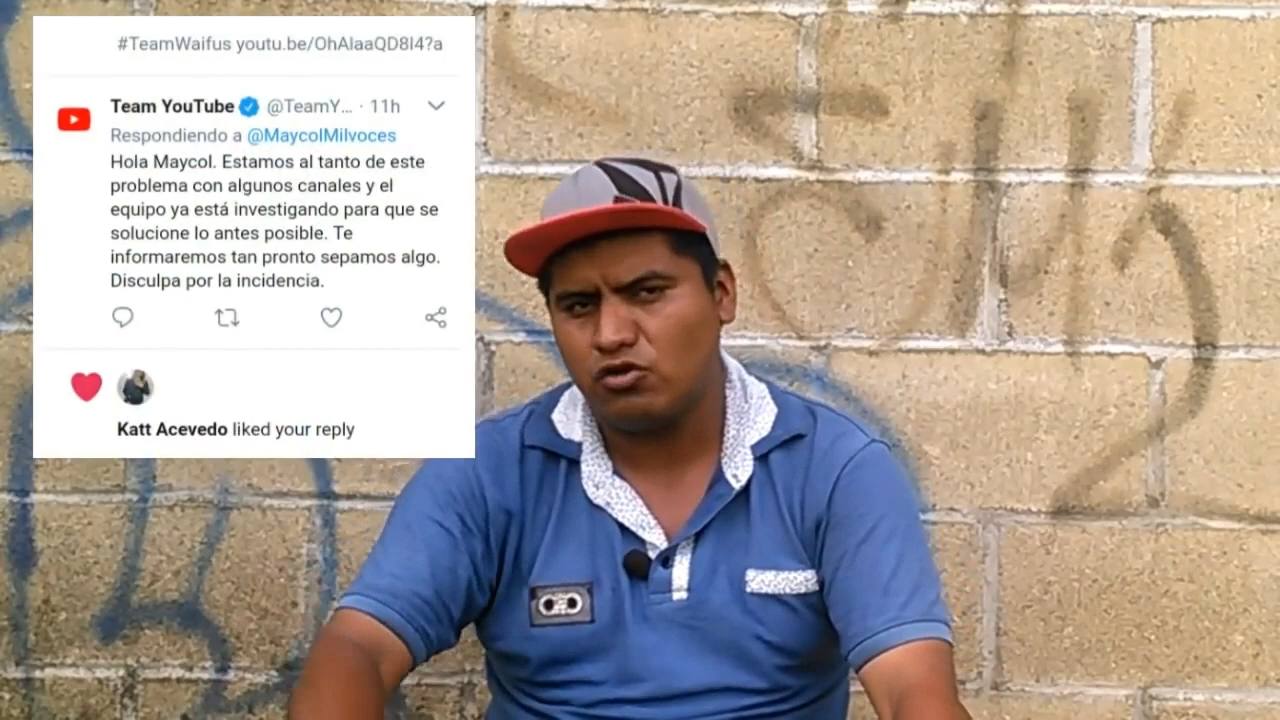 #TeamWaifus youtu.be/OhAlaaQD8I4?a
Team YouTube @TeamY... · 11h
Respondiendo a @MaycolMilvoces
Hola Maycol. Estamos al tanto de este
problema con algunos canales y el
equipo ya está investigando para que se
solucione lo antes posible. Te
informaremos tan pronto sepamos algo.
Disculpa por la incidencia.
Katt Acevedo liked your reply